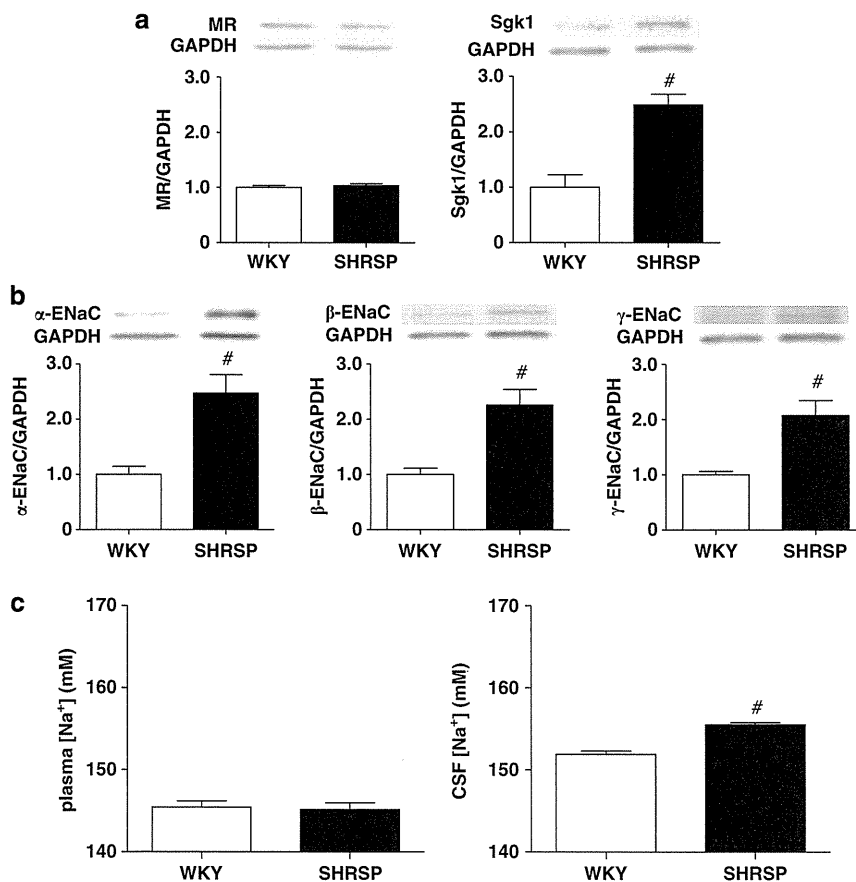 a
MR
GAPDH
MR/GAPDH
3.0
2.0
1.0
0
WKY SHRSP
Sgk1
GAPDH
Sgk1/GAPDH
3.0
2.0
1.0
0
#
WKY SHRSP
b
α-ENaC
GAPDH
α-ENaC/GAPDH
3.0
2.0
1.0
0
#
WKY SHRSP
β-ENaC
GAPDH
β-ENaC/GAPDH
3.0
2.0
1.0
0
#
WKY SHRSP
γ-ENaC
GAPDH
γ-ENaC/GAPDH
3.0
2.0
1.0
0
#
WKY SHRSP
c
plasma [Na⁺] (mM)
170
160
150
140
WKY SHRSP
CSF [Na⁺] (mM)
170
160
150
140
#
WKY SHRSP